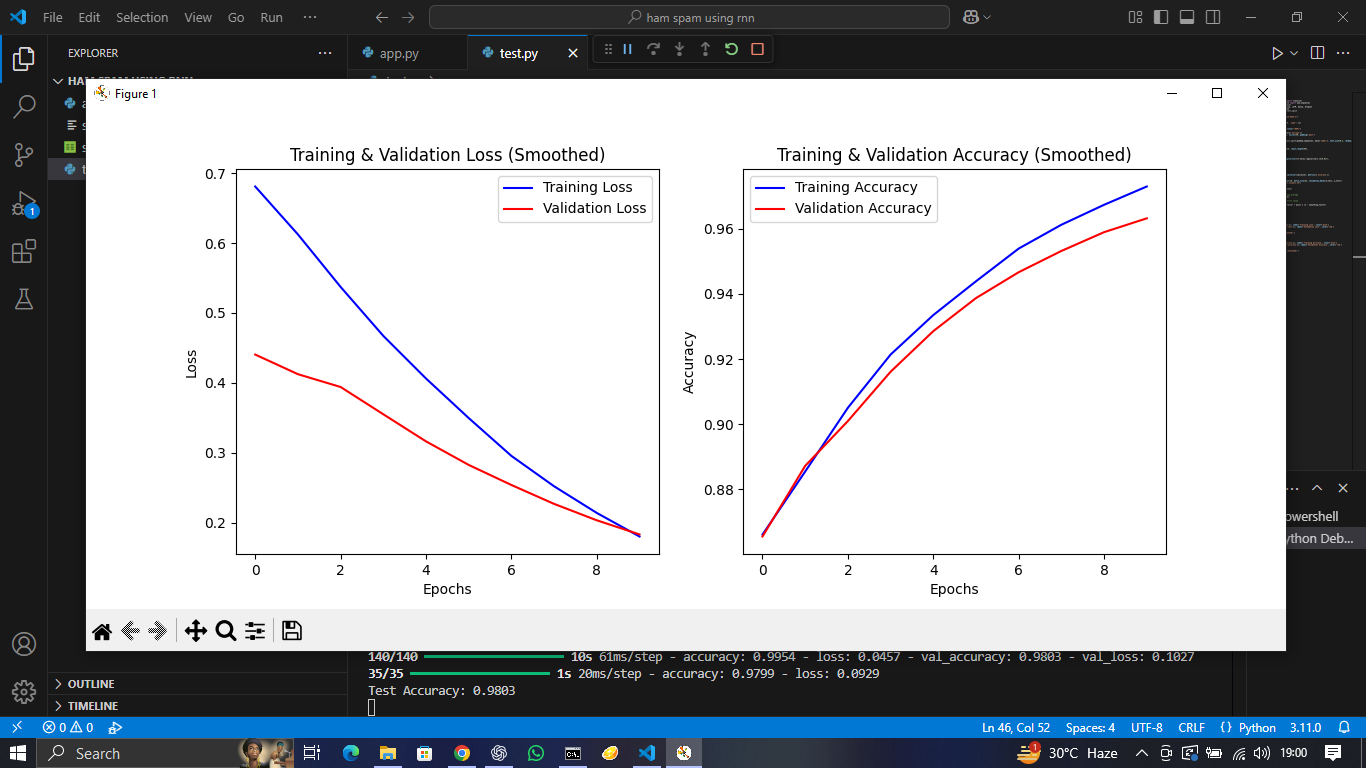 File Edit Selection View Go Run ···
ham spam using rnn
EXPLORER
app.py
test.py
Figure 1
Training & Validation Loss (Smoothed)
Training Loss
Validation Loss
0.7
0.6
0.5
0.4
0.3
0.2
Loss
0 2 4 6 8
Epochs
Training & Validation Accuracy (Smoothed)
Training Accuracy
Validation Accuracy
0.96
0.94
0.92
0.90
0.88
Accuracy
0 2 4 6 8
Epochs
1
ython Deb...
140/140 10s 61ms/step - accuracy: 0.9954 - loss: 0.0457 - val_accuracy: 0.9803 - val_loss: 0.1027
35/35 1s 20ms/step - accuracy: 0.9799 - loss: 0.0929
Test Accuracy: 0.9803
OUTLINE
TIMELINE
0 0 Ln 46, Col 52 Spaces: 4 UTF-8 CRLF {} Python 3.11.0
Search 1 30°C Haze 19:00